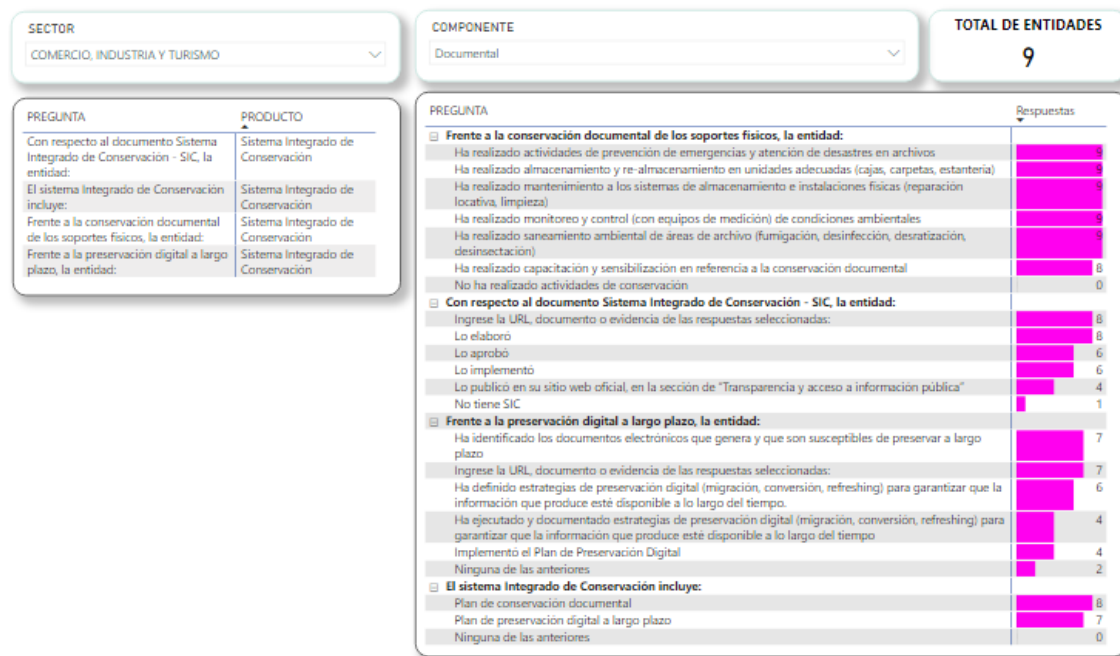 SECTOR
COMERCIO, INDUSTRIA Y TURISMO
COMPONENTE
Documental
TOTAL DE ENTIDADES
9
PREGUNTA PRODUCTO
Con respecto al documento Sistema Sistema Integrado de
Integrado de Conservación - SIC, la Conservación
entidad:
El sistema Integrado de Conservación Sistema Integrado de
incluye: Conservación
Frente a la conservación documental Sistema Integrado de
de los soportes físicos, la entidad: Conservación
Frente a la preservación digital a largo Sistema Integrado de
plazo, la entidad: Conservación
PREGUNTA Respuestas
Frente a la conservación documental de los soportes físicos, la entidad:
Ha realizado actividades de prevención de emergencias y atención de desastres en archivos 9
Ha realizado almacenamiento y re-almacenamiento en unidades adecuadas (cajas, carpetas, estantería) 9
Ha realizado mantenimiento a los sistemas de almacenamiento e instalaciones físicas (reparación 9
locativa, limpieza)
Ha realizado monitoreo y control (con equipos de medición) de condiciones ambientales 9
Ha realizado saneamiento ambiental de áreas de archivo (fumigación, desinfección, desratización, 9
desinsectación)
Ha realizado capacitación y sensibilización en referencia a la conservación documental 8
No ha realizado actividades de conservación 0
Con respecto al documento Sistema Integrado de Conservación - SIC, la entidad:
Ingrese la URL, documento o evidencia de las respuestas seleccionadas: 8
Lo elaboró 8
Lo aprobó 6
Lo implementó 6
Lo publicó en su sitio web oficial, en la sección de "Transparencia y acceso a información pública" 4
No tiene SIC 1
Frente a la preservación digital a largo plazo, la entidad:
Ha identificado los documentos electrónicos que genera y que son susceptibles de preservar a largo 7
plazo
Ingrese la URL, documento o evidencia de las respuestas seleccionadas: 7
Ha definido estrategias de preservación digital (migración, conversión, refreshing) para garantizar que la 6
información que produce esté disponible a lo largo del tiempo.
Ha ejecutado y documentado estrategias de preservación digital (migración, conversión, refreshing) para 4
garantizar que la información que produce esté disponible a lo largo del tiempo
Implementó el Plan de Preservación Digital 4
Ninguna de las anteriores 2
El sistema Integrado de Conservación incluye:
Plan de conservación documental 8
Plan de preservación digital a largo plazo 7
Ninguna de las anteriores 0